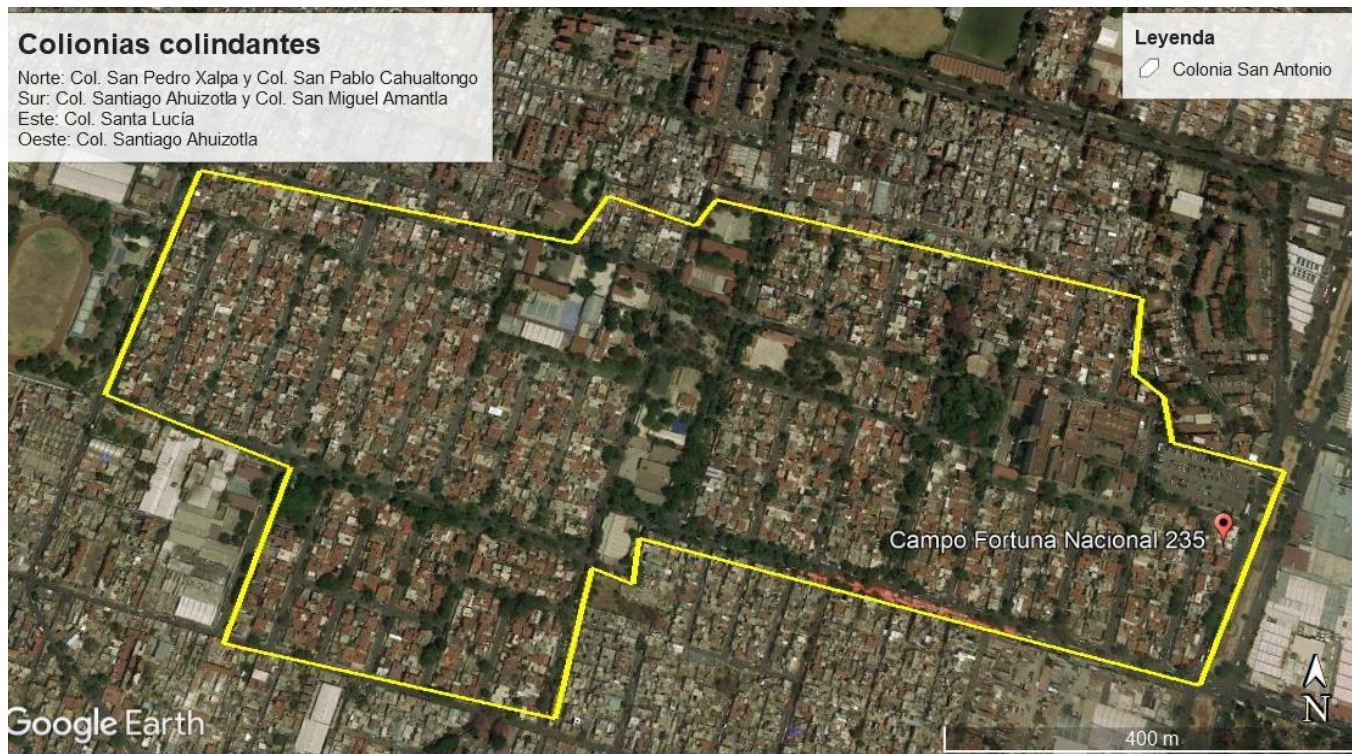 Colionias colindantes
Norte: Col. San Pedro Xalpa y Col. San Pablo Cahualtongo
Sur: Col. Santiago Ahuizotla y Col. San Miguel Amantla
Este: Col. Santa Lucía
Oeste: Col. Santiago Ahuizotla
Leyenda
Colonia San Antonio
Campo Fortuna Nacional 235
N
Google Earth
400 m